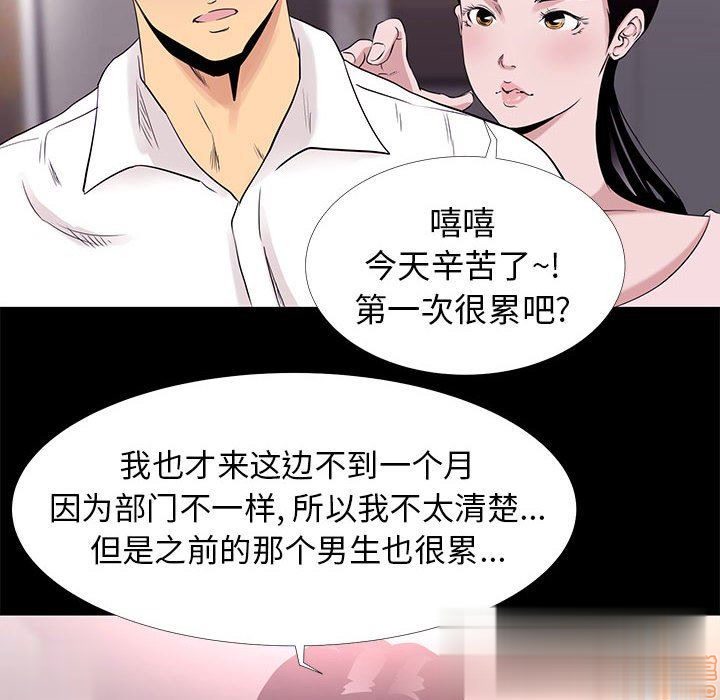 嘻嘻
今天辛苦了~!
第一次很累吧?
我也才来这边不到一个月
因为部门不一样, 所以我不太清楚...
但是之前的那个男生也很累...